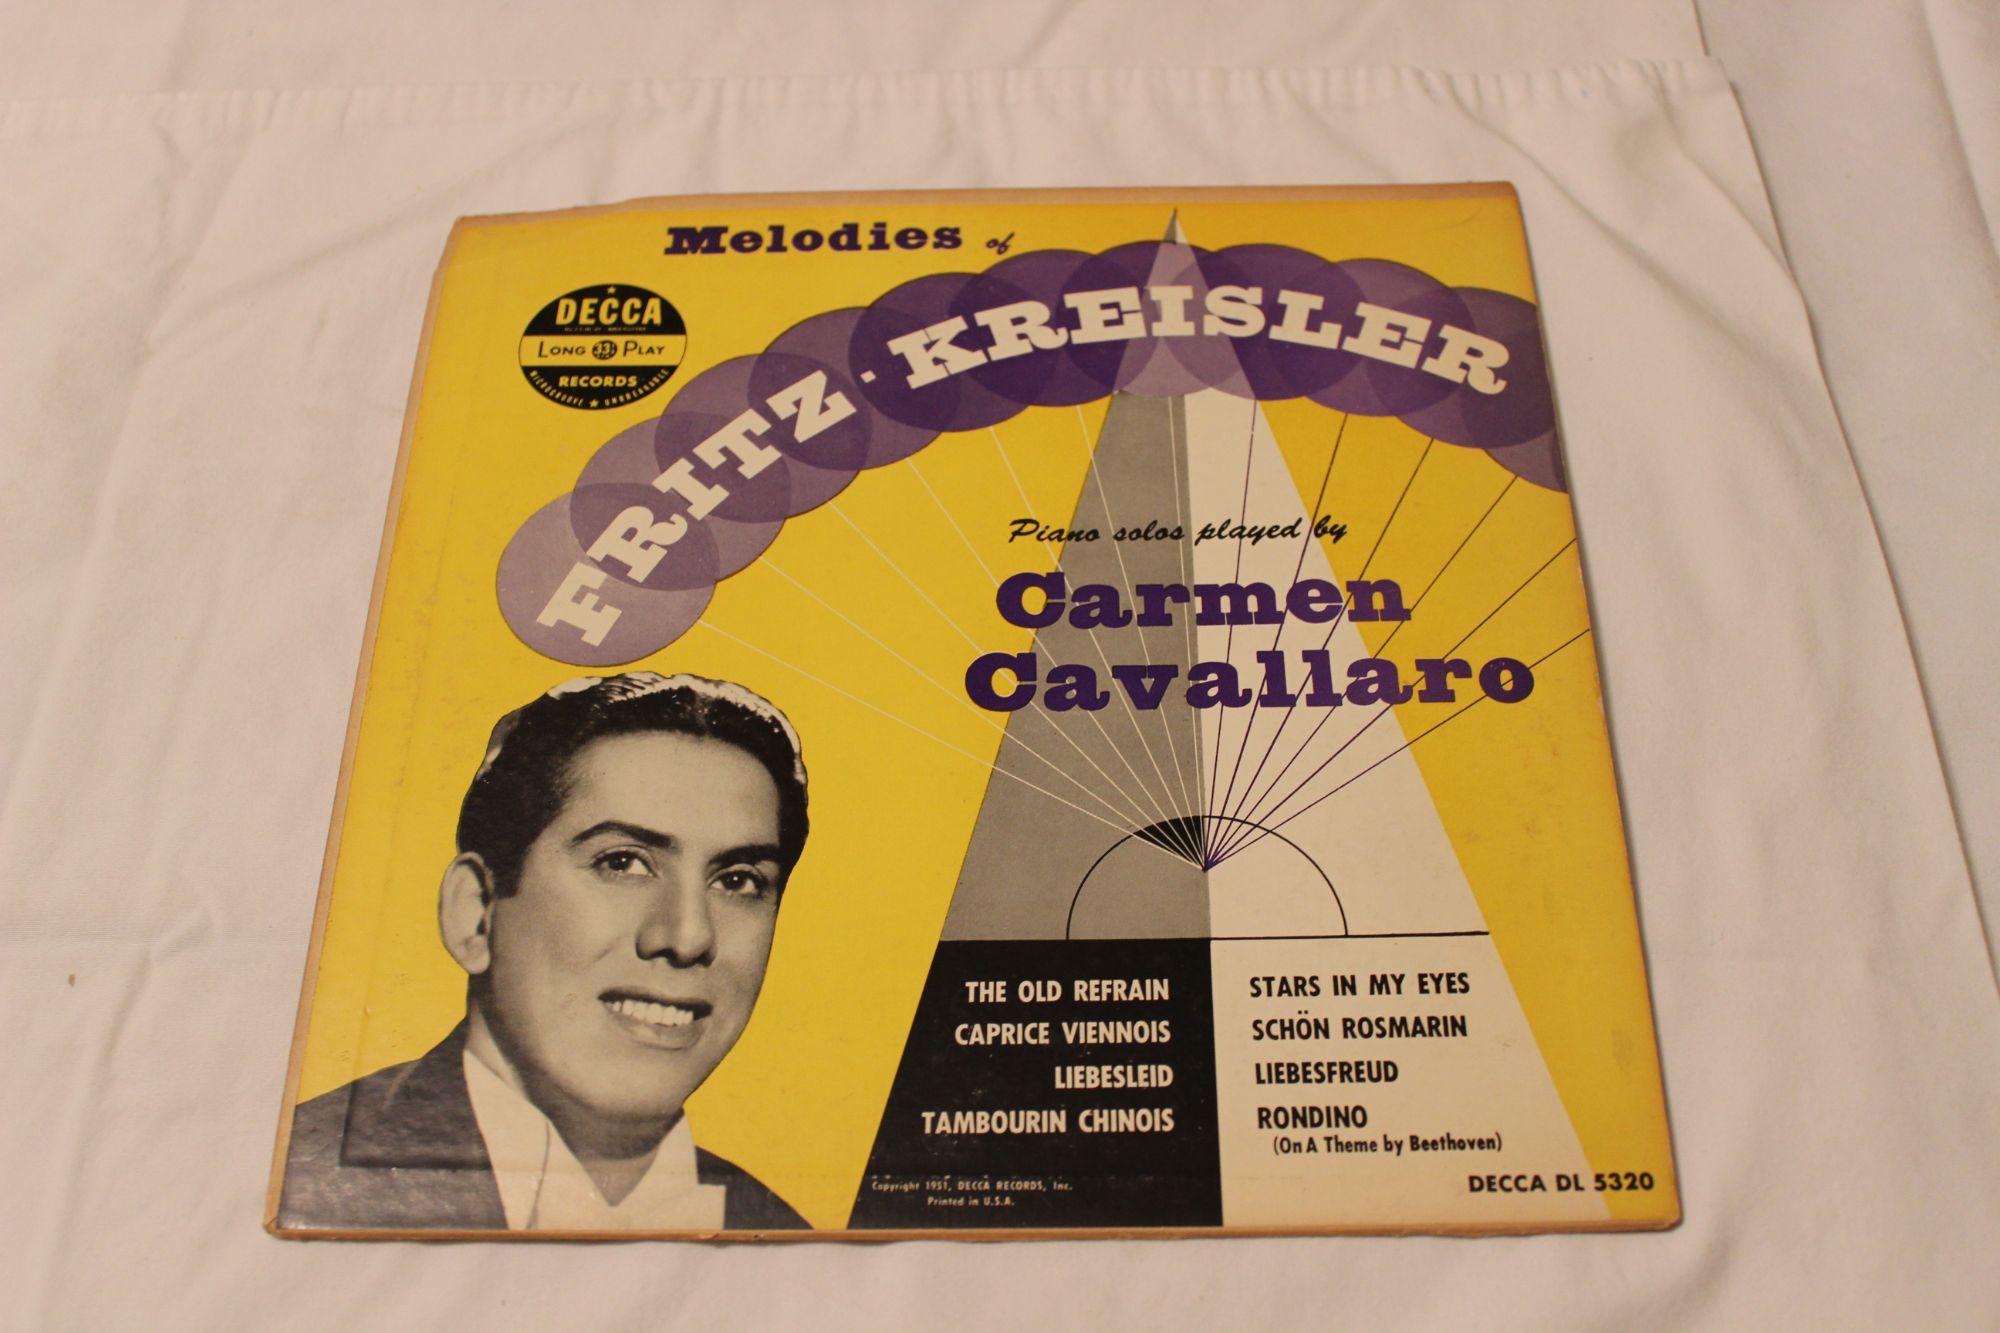 Melodies of
FRITZ · KREISLER
DECCA
LONG 33⅓ PLAY
RECORDS
MICROGROOVE ★ UNBREAKABLE
Piano solos played by
Carmen
Cavallaro
THE OLD REFRAIN
CAPRICE VIENNOIS
LIEBESLEID
TAMBOURIN CHINOIS
STARS IN MY EYES
SCHÖN ROSMARIN
LIEBESFREUD
RONDINO
(On A Theme by Beethoven)
Copyright 1951, DECCA RECORDS, Inc.
Printed in U.S.A.
DECCA DL 5320